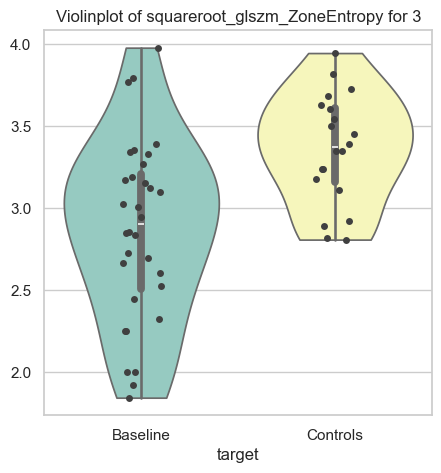 Violinplot of squareroot_glszm_ZoneEntropy for 3
4.0
3.5
3.0
2.5
2.0
Baseline Controls
target